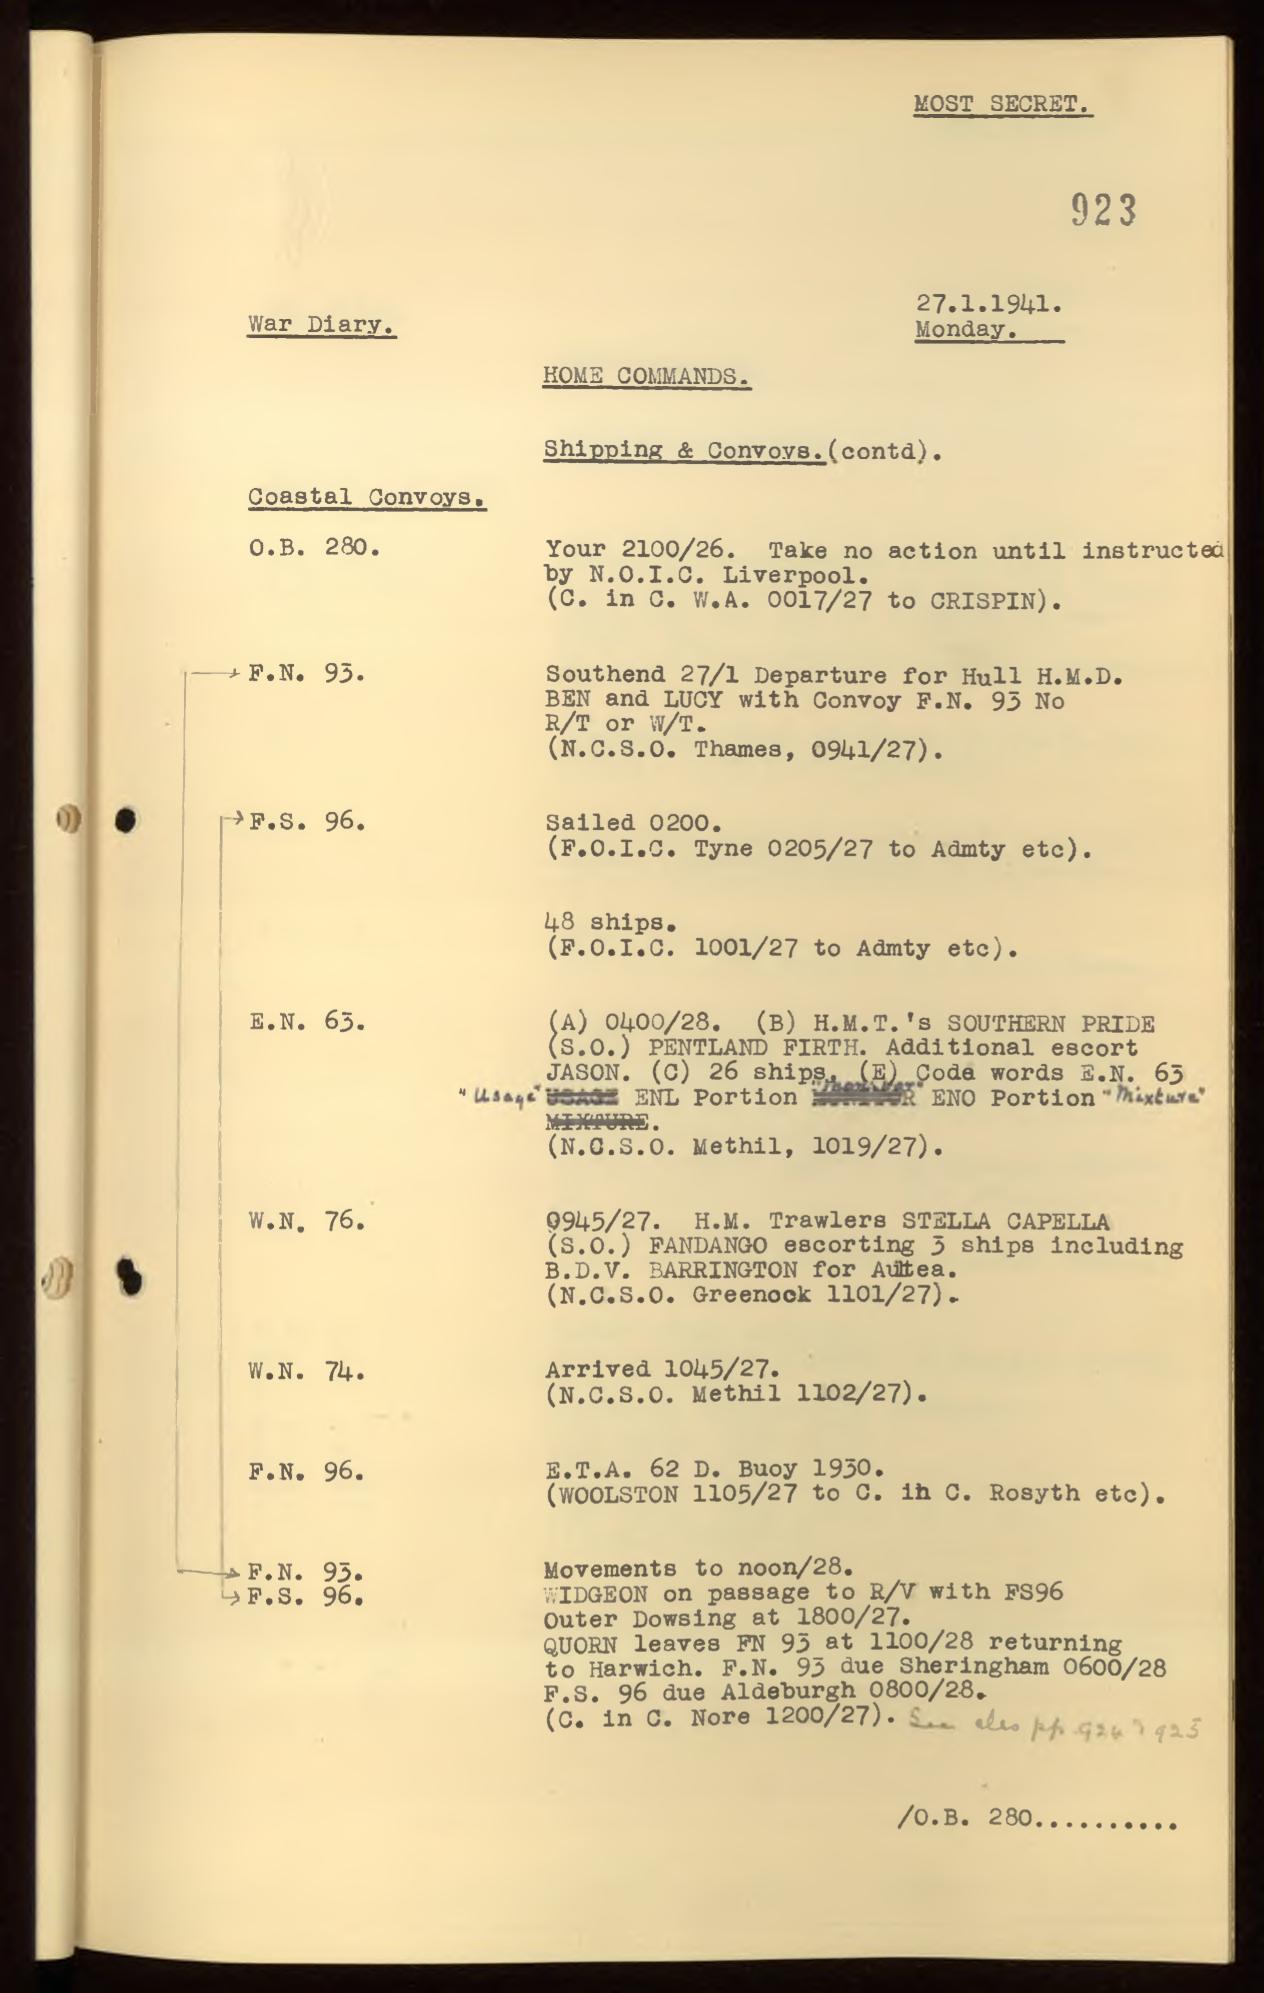 MOST SECRET.
923
27.1.1941.
War Diary.
Monday.
HOME COMMANDS.
Shipping & Convoys.(contd).
Coastal Convoys.
O.B. 280. Your 2100/26. Take no action until instructed
by N.O.I.C. Liverpool.
(C. in C. W.A. 0017/27 to CRISPIN).
F.N. 93. Southend 27/1 Departure for Hull H.M.D.
BEN and LUCY with Convoy F.N. 93 No
R/T or W/T.
(N.C.S.O. Thames, 0941/27).
F.S. 96. Sailed 0200.
(F.O.I.C. Tyne 0205/27 to Admty etc).
48 ships.
(F.O.I.C. 1001/27 to Admty etc).
E.N. 63. (A) 0400/28. (B) H.M.T.'s SOUTHERN PRIDE
(S.O.) PENTLAND FIRTH. Additional escort
JASON. (C) 26 ships. (E) Code words E.N. 63
"Usage" USAGE ENL Portion ENO Portion "Mixture"
MIXTURE.
(N.C.S.O. Methil, 1019/27).
W.N. 76. 0945/27. H.M. Trawlers STELLA CAPELLA
(S.O.) FANDANGO escorting 3 ships including
B.D.V. BARRINGTON for Aultea.
(N.C.S.O. Greenock 1101/27).
W.N. 74. Arrived 1045/27.
(N.C.S.O. Methil 1102/27).
F.N. 96. E.T.A. 62 D. Buoy 1930.
(WOOLSTON 1105/27 to C. in C. Rosyth etc).
F.N. 93. Movements to noon/28.
F.S. 96. WIDGEON on passage to R/V with FS96
Outer Dowsing at 1800/27.
QUORN leaves FN 93 at 1100/28 returning
to Harwich. F.N. 93 due Sheringham 0600/28
F.S. 96 due Aldeburgh 0800/28.
(C. in C. Nore 1200/27). See also pp. 924 & 925
/O.B. 280..........